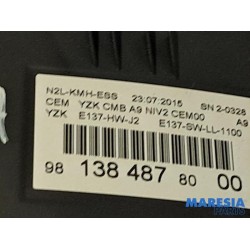 N2L-KMH-ESS 23:07:2015 SN 2-0328
CEM YZK CMB A9 NIV2 CEM00 A9
YZK E137-HW-J2 E137-SW-LL-1100
98 138 487 80 00
MARESIA